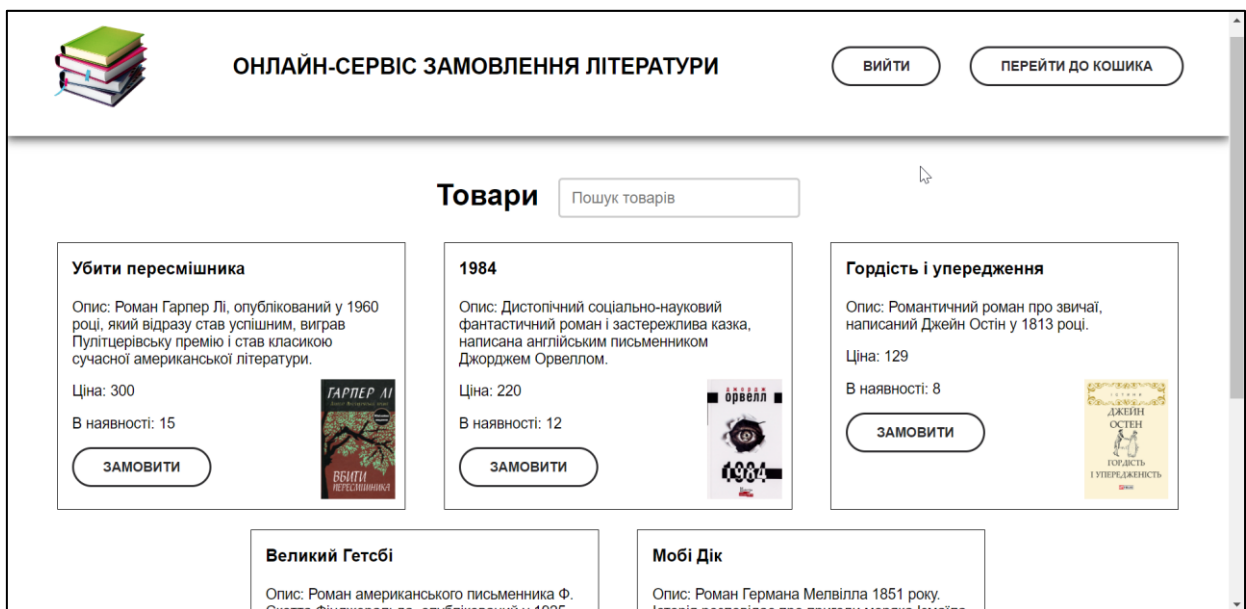 ОНЛАЙН-СЕРВІС ЗАМОВЛЕННЯ ЛІТЕРАТУРИ
ВИЙТИ
ПЕРЕЙТИ ДО КОШИКА
Товари
Пошук товарів
Убити пересмішника
Опис: Роман Гарпер Лі, опублікований у 1960
році, який відразу став успішним, виграв
Пулітцерівську премію і став класикою
сучасної американської літератури.
Ціна: 300
В наявності: 15
ЗАМОВИТИ
ГАРПЕР ЛІ
ВБИТИ
ПЕРЕСМІШНИКА
1984
Опис: Дистопічний соціально-науковий
фантастичний роман і застережлива казка,
написана англійським письменником
Джорджем Орвеллом.
Ціна: 220
В наявності: 12
ЗАМОВИТИ
джордж
орвелл
1984
Гордість і упередження
Опис: Романтичний роман про звичаї,
написаний Джейн Остін у 1813 році.
Ціна: 129
В наявності: 8
ЗАМОВИТИ
ДЖЕЙН
ОСТЕН
ГОРДІСТЬ
І УПЕРЕДЖЕНІСТЬ
Великий Гетсбі
Опис: Роман американського письменника Ф.
Мобі Дік
Опис: Роман Германа Мелвілла 1851 року.